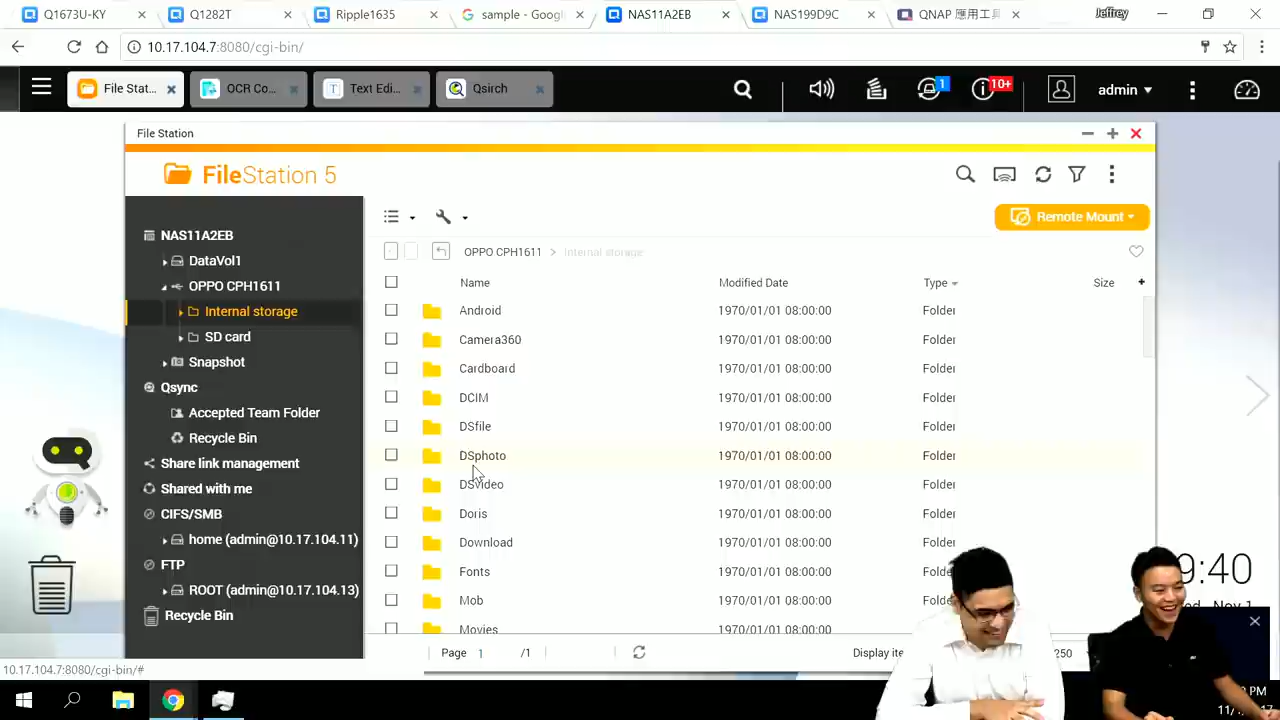 Q1673U-KY
Q1282T
Ripple1635
sample - Goog
NAS11A2EB
NAS199D9C
QNAP 應用工具
Jeffrey
10.17.104.7:8080/cgi-bin/
File Stat...
OCR Co...
Text Edi...
Qsirch
1
10+
admin
File Station
FileStation 5
Remote Mount
NAS11A2EB
DataVol1
OPPO CPH1611
Internal storage
SD card
Snapshot
Qsync
Accepted Team Folder
Recycle Bin
Share link management
Shared with me
CIFS/SMB
home (admin@10.17.104.11)
FTP
ROOT (admin@10.17.104.13)
Recycle Bin
OPPO CPH1611 > Internal storage
Name Modified Date Type Size
Android 1970/01/01 08:00:00 Folder
Camera360 1970/01/01 08:00:00 Folder
Cardboard 1970/01/01 08:00:00 Folder
DCIM 1970/01/01 08:00:00 Folder
DSfile 1970/01/01 08:00:00 Folder
DSphoto 1970/01/01 08:00:00 Folder
DSvideo 1970/01/01 08:00:00 Folder
Doris 1970/01/01 08:00:00 Folder
Download 1970/01/01 08:00:00 Folder
Fonts 1970/01/01 08:00:00 Folder
Mob 1970/01/01 08:00:00 Folder
Movies 1970/01/01 08:00:00 Folder
Page 1 /1
Display ite
250
9:40
Nov 1
10.17.104.7:8080/cgi-bin/#
PM